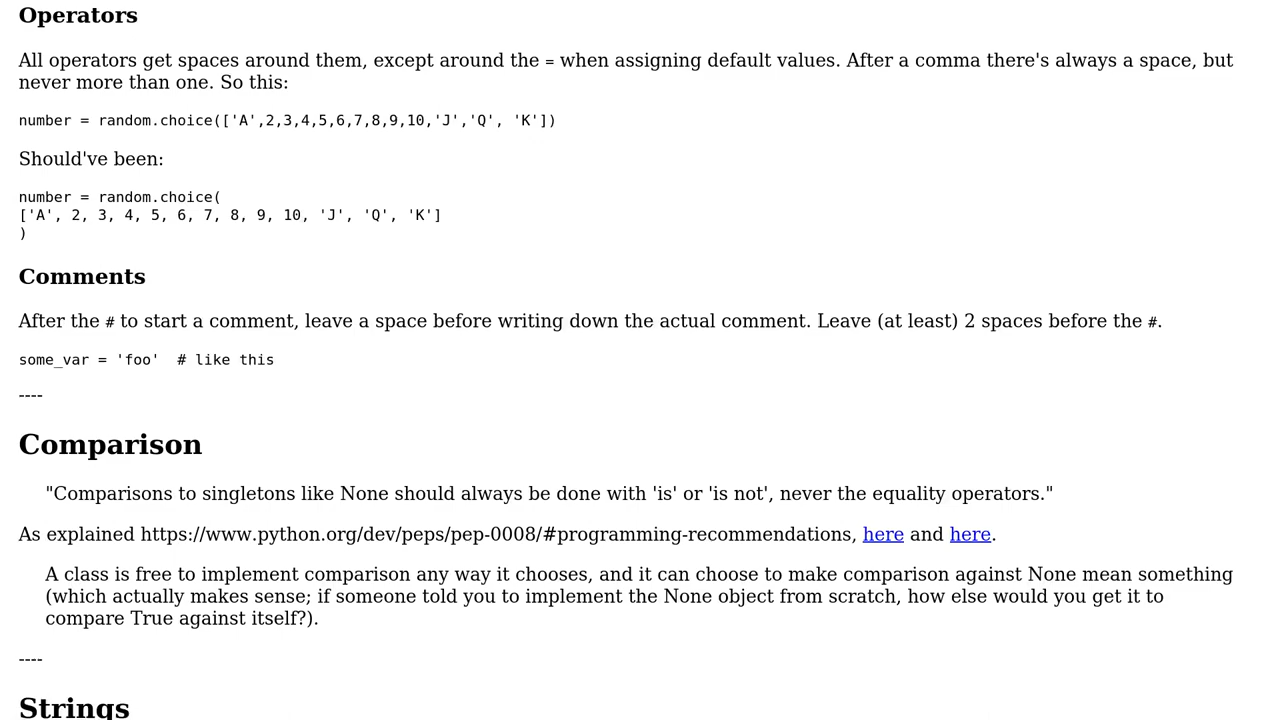 Operators
All operators get spaces around them, except around the = when assigning default values. After a comma there's always a space, but
never more than one. So this:
number = random.choice(['A',2,3,4,5,6,7,8,9,10,'J','Q', 'K'])
Should've been:
number = random.choice(
['A', 2, 3, 4, 5, 6, 7, 8, 9, 10, 'J', 'Q', 'K']
)
Comments
After the # to start a comment, leave a space before writing down the actual comment. Leave (at least) 2 spaces before the #.
some_var = 'foo'  # like this
----
Comparison
"Comparisons to singletons like None should always be done with 'is' or 'is not', never the equality operators."
As explained https://www.python.org/dev/peps/pep-0008/#programming-recommendations, here and here.
A class is free to implement comparison any way it chooses, and it can choose to make comparison against None mean something
(which actually makes sense; if someone told you to implement the None object from scratch, how else would you get it to
compare True against itself?).
----
Strings